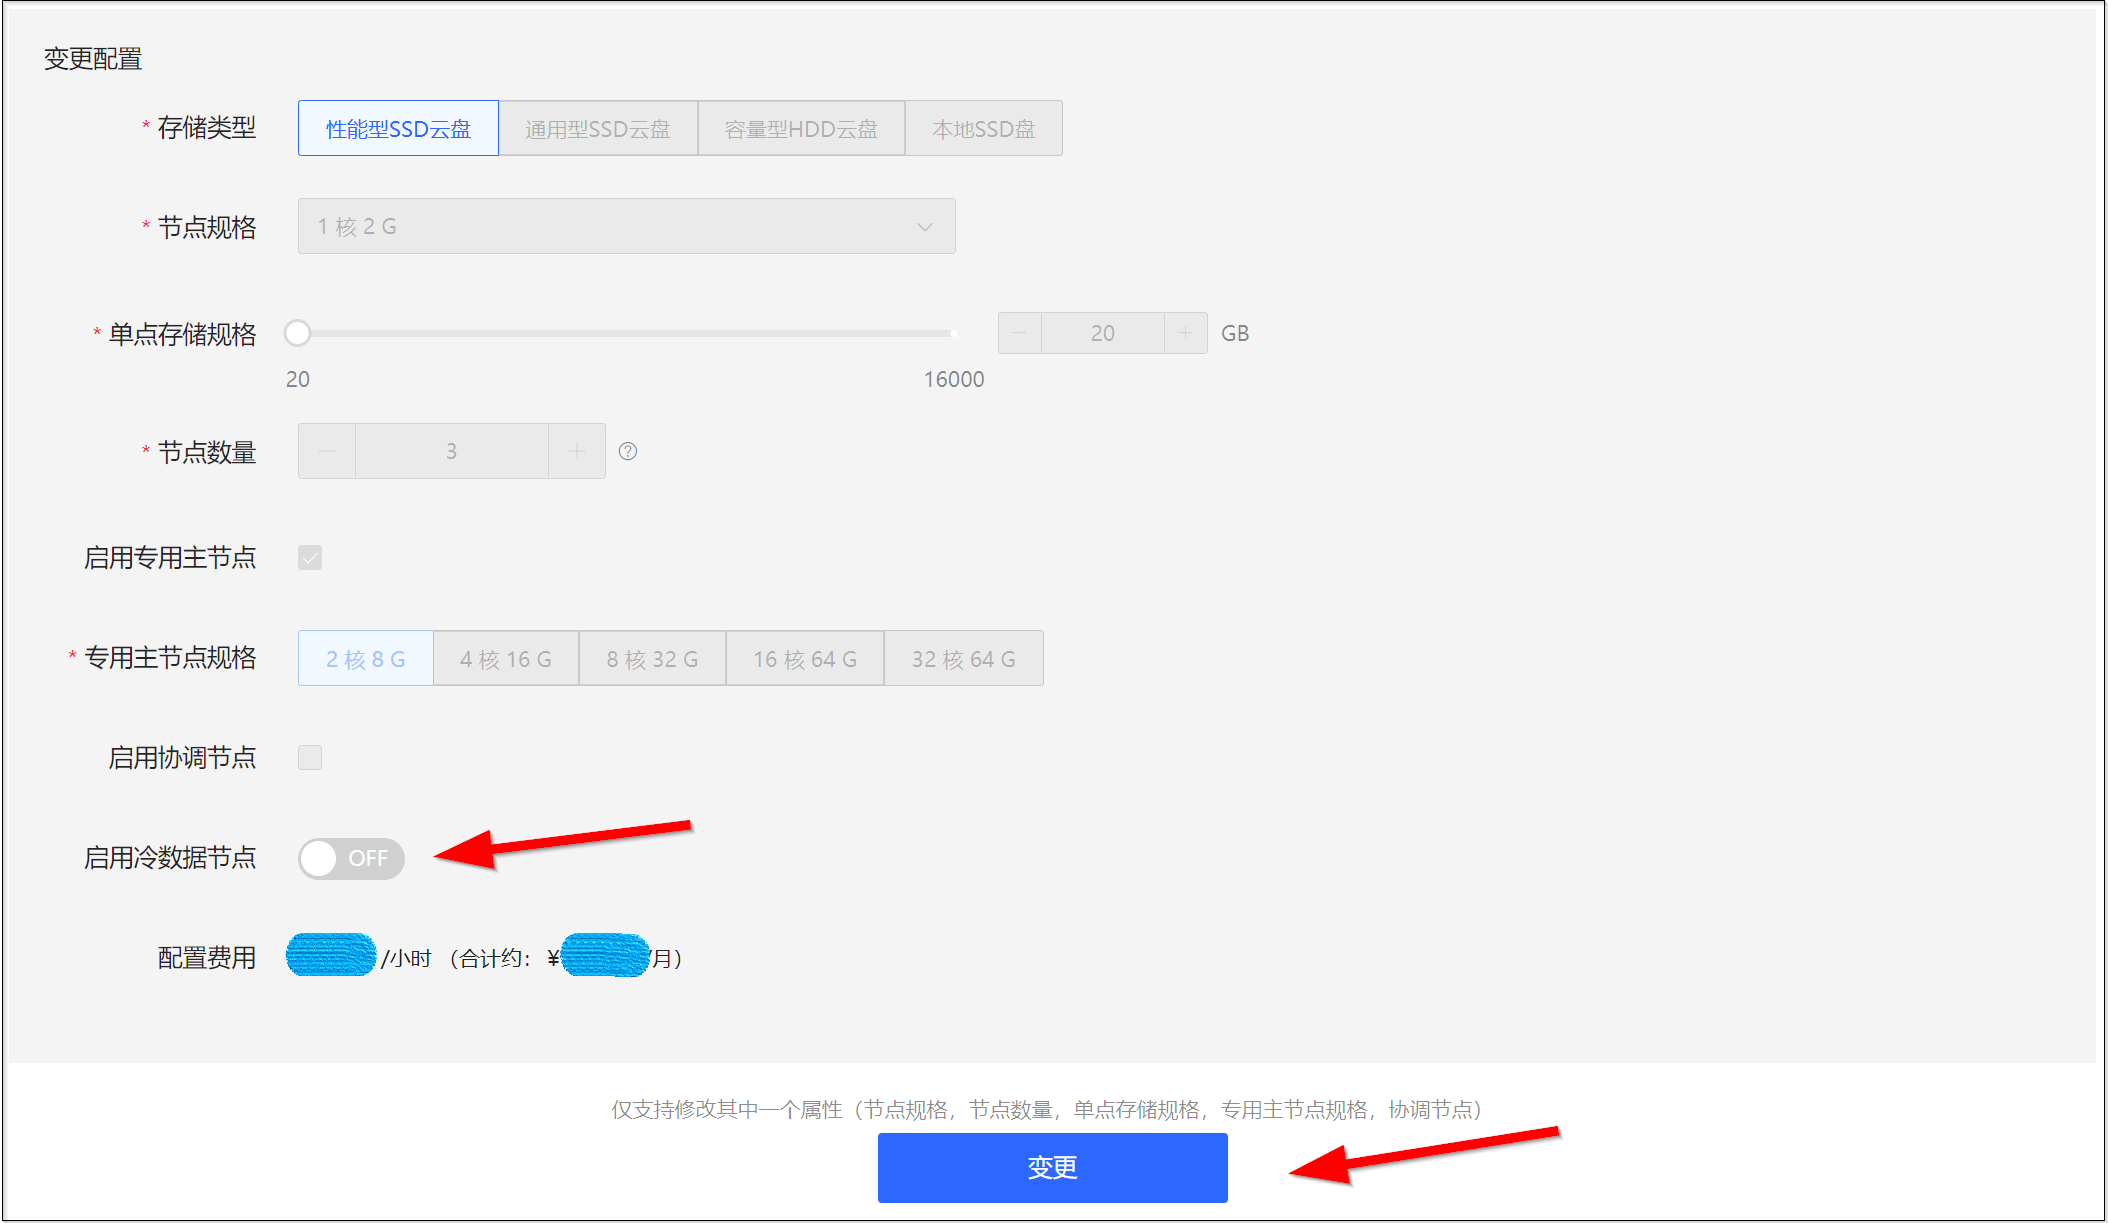 变更配置
* 存储类型 性能型SSD云盘 通用型SSD云盘 容量型HDD云盘 本地SSD盘
* 节点规格 1 核 2 G
* 单点存储规格 20 GB
20 16000
* 节点数量 3
启用专用主节点
* 专用主节点规格 2 核 8 G 4 核 16 G 8 核 32 G 16 核 64 G 32 核 64 G
启用协调节点
启用冷数据节点 OFF
配置费用 /小时 （合计约：¥ /月）
仅支持修改其中一个属性（节点规格，节点数量，单点存储规格，专用主节点规格，协调节点）
变更